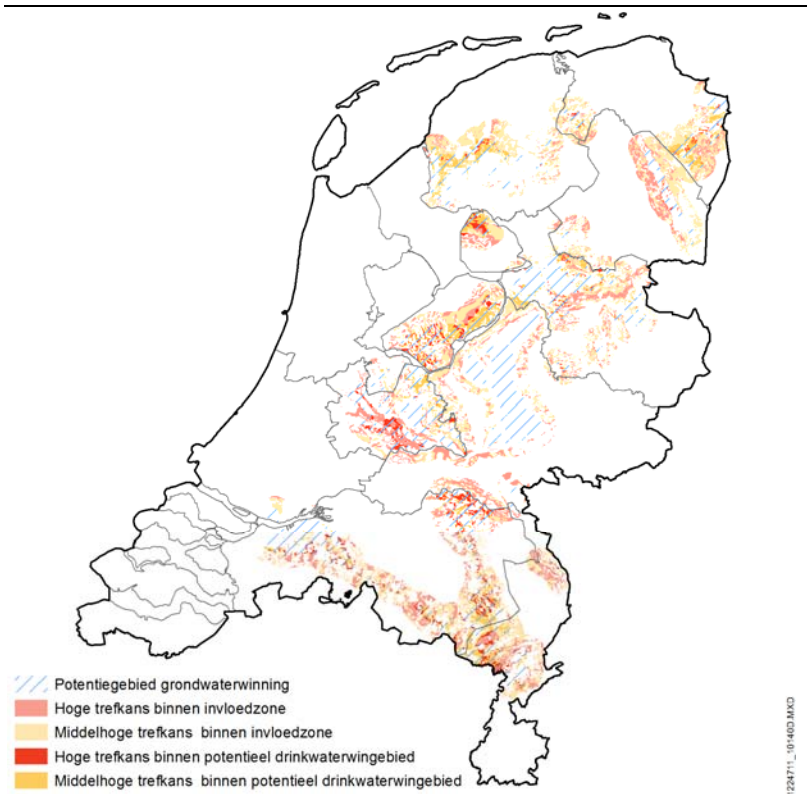 Potentiegebied grondwaterwinning
Hoge trefkans binnen invloedzone
Middelhoge trefkans binnen invloedzone
Hoge trefkans binnen potentieel drinkwaterwingebied
Middelhoge trefkans binnen potentieel drinkwaterwingebied
1224711_10140D.MXD